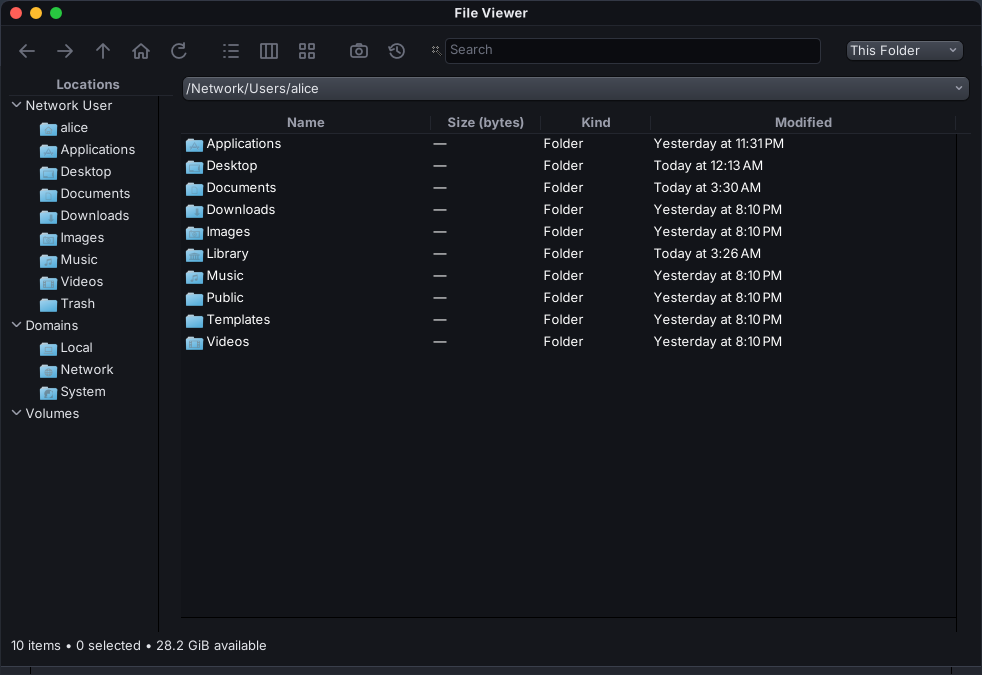 File Viewer
Search
This Folder
Locations
/Network/Users/alice
Network User
alice
Applications
Desktop
Documents
Downloads
Images
Music
Videos
Trash
Domains
Local
Network
System
Volumes
Name Size (bytes) Kind Modified
Applications — Folder Yesterday at 11:31 PM
Desktop — Folder Today at 12:13 AM
Documents — Folder Today at 3:30 AM
Downloads — Folder Yesterday at 8:10 PM
Images — Folder Yesterday at 8:10 PM
Library — Folder Today at 3:26 AM
Music — Folder Yesterday at 8:10 PM
Public — Folder Yesterday at 8:10 PM
Templates — Folder Yesterday at 8:10 PM
Videos — Folder Yesterday at 8:10 PM
10 items • 0 selected • 28.2 GiB available